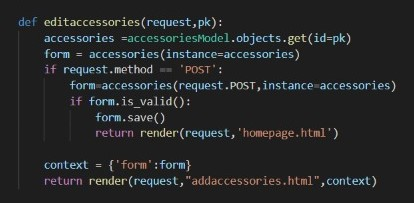 def editaccessories(request,pk):
    accessories =accessoriesModel.objects.get(id=pk)
    form = accessories(instance=accessories)
    if request.method == 'POST':
        form=accessories(request.POST,instance=accessories)
        if form.is_valid():
            form.save()
            return render(request,'homepage.html')

    context = {'form':form}
    return render(request,"addaccessories.html",context)